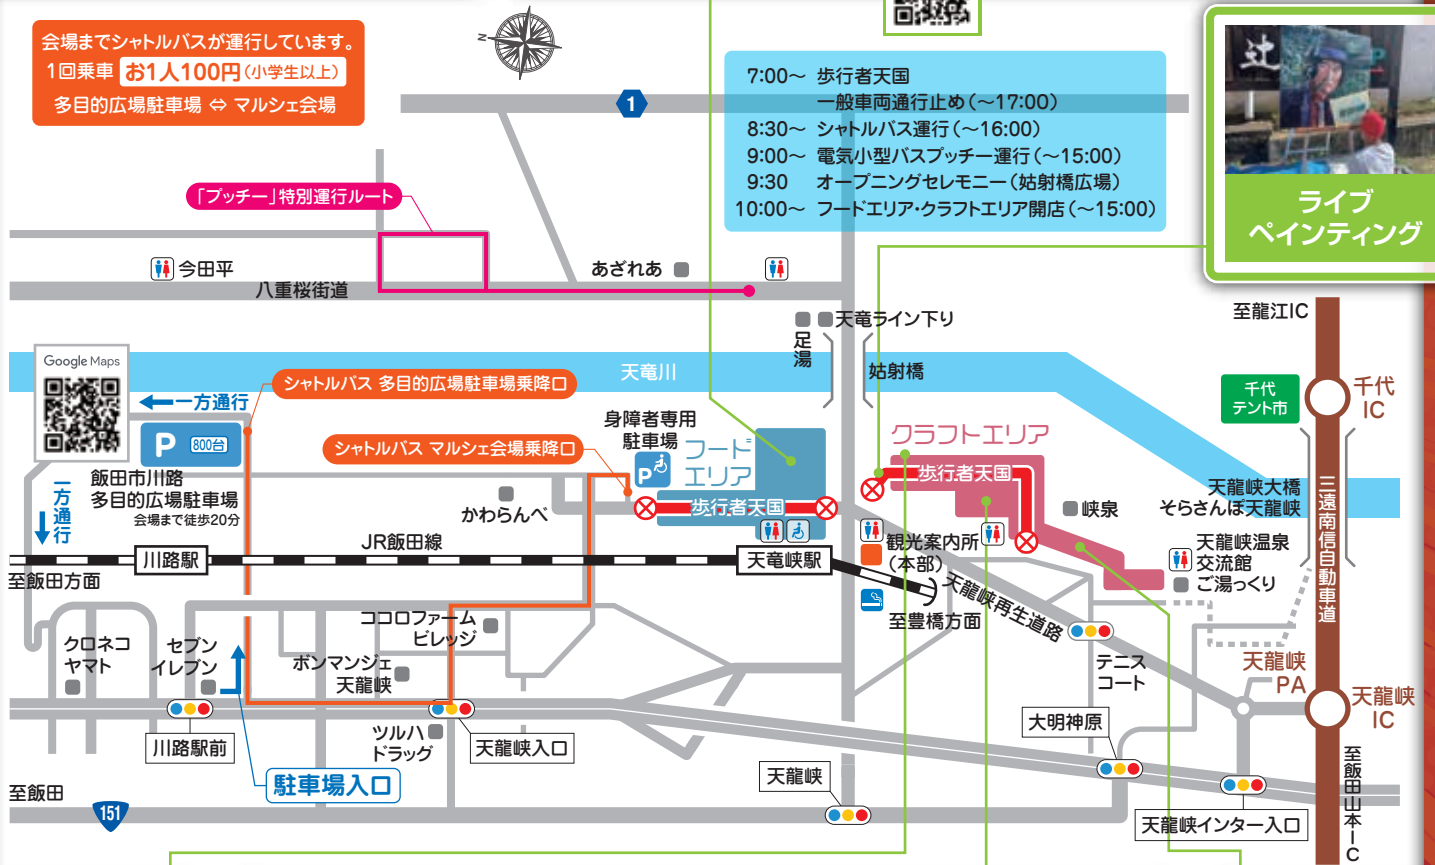 会場までシャトルバスが運行しています。
1回乗車 お1人100円(小学生以上)
多目的広場駐車場 ⇔ マルシェ会場
N
1
7:00～ 歩行者天国
一般車両通行止め(～17:00)
8:30～ シャトルバス運行(～16:00)
9:00～ 電気小型バスプッチー運行(～15:00)
9:30 オープニングセレモニー(姑射橋広場)
10:00～ フードエリア・クラフトエリア開店(～15:00)
辻
ライブ
ペインティング
「プッチー」特別運行ルート
今田平
八重桜街道
あざれあ
足湯
天竜ライン下り
至龍江IC
Google Maps
一方通行
シャトルバス 多目的広場駐車場乗降口
天竜川
姑射橋
千代
テント市
千代
IC
P 800台
飯田市川路
多目的広場駐車場
会場まで徒歩20分
一方通行
シャトルバス マルシェ会場乗降口
身障者専用
駐車場
P
フード
エリア
クラフトエリア
歩行者天国
歩行者天国
かわらんべ
峡泉
天龍峡大橋
そらさんぽ天龍峡
三遠南信自動車道
JR飯田線
川路駅
天竜峡駅
至飯田方面
観光案内所
(本部)
至豊橋方面
天龍峡再生道路
天龍峡温泉
交流館
ご湯っくり
クロネコ
ヤマト
セブン
イレブン
ココロファーム
ビレッジ
ボンマンジェ
天龍峡
テニス
コート
天龍峡
PA
天龍峡
IC
川路駅前
ツルハ
ドラッグ
天龍峡入口
大明神原
駐車場入口
天龍峡
天龍峡インター入口
至飯田
151
至飯田山本IC